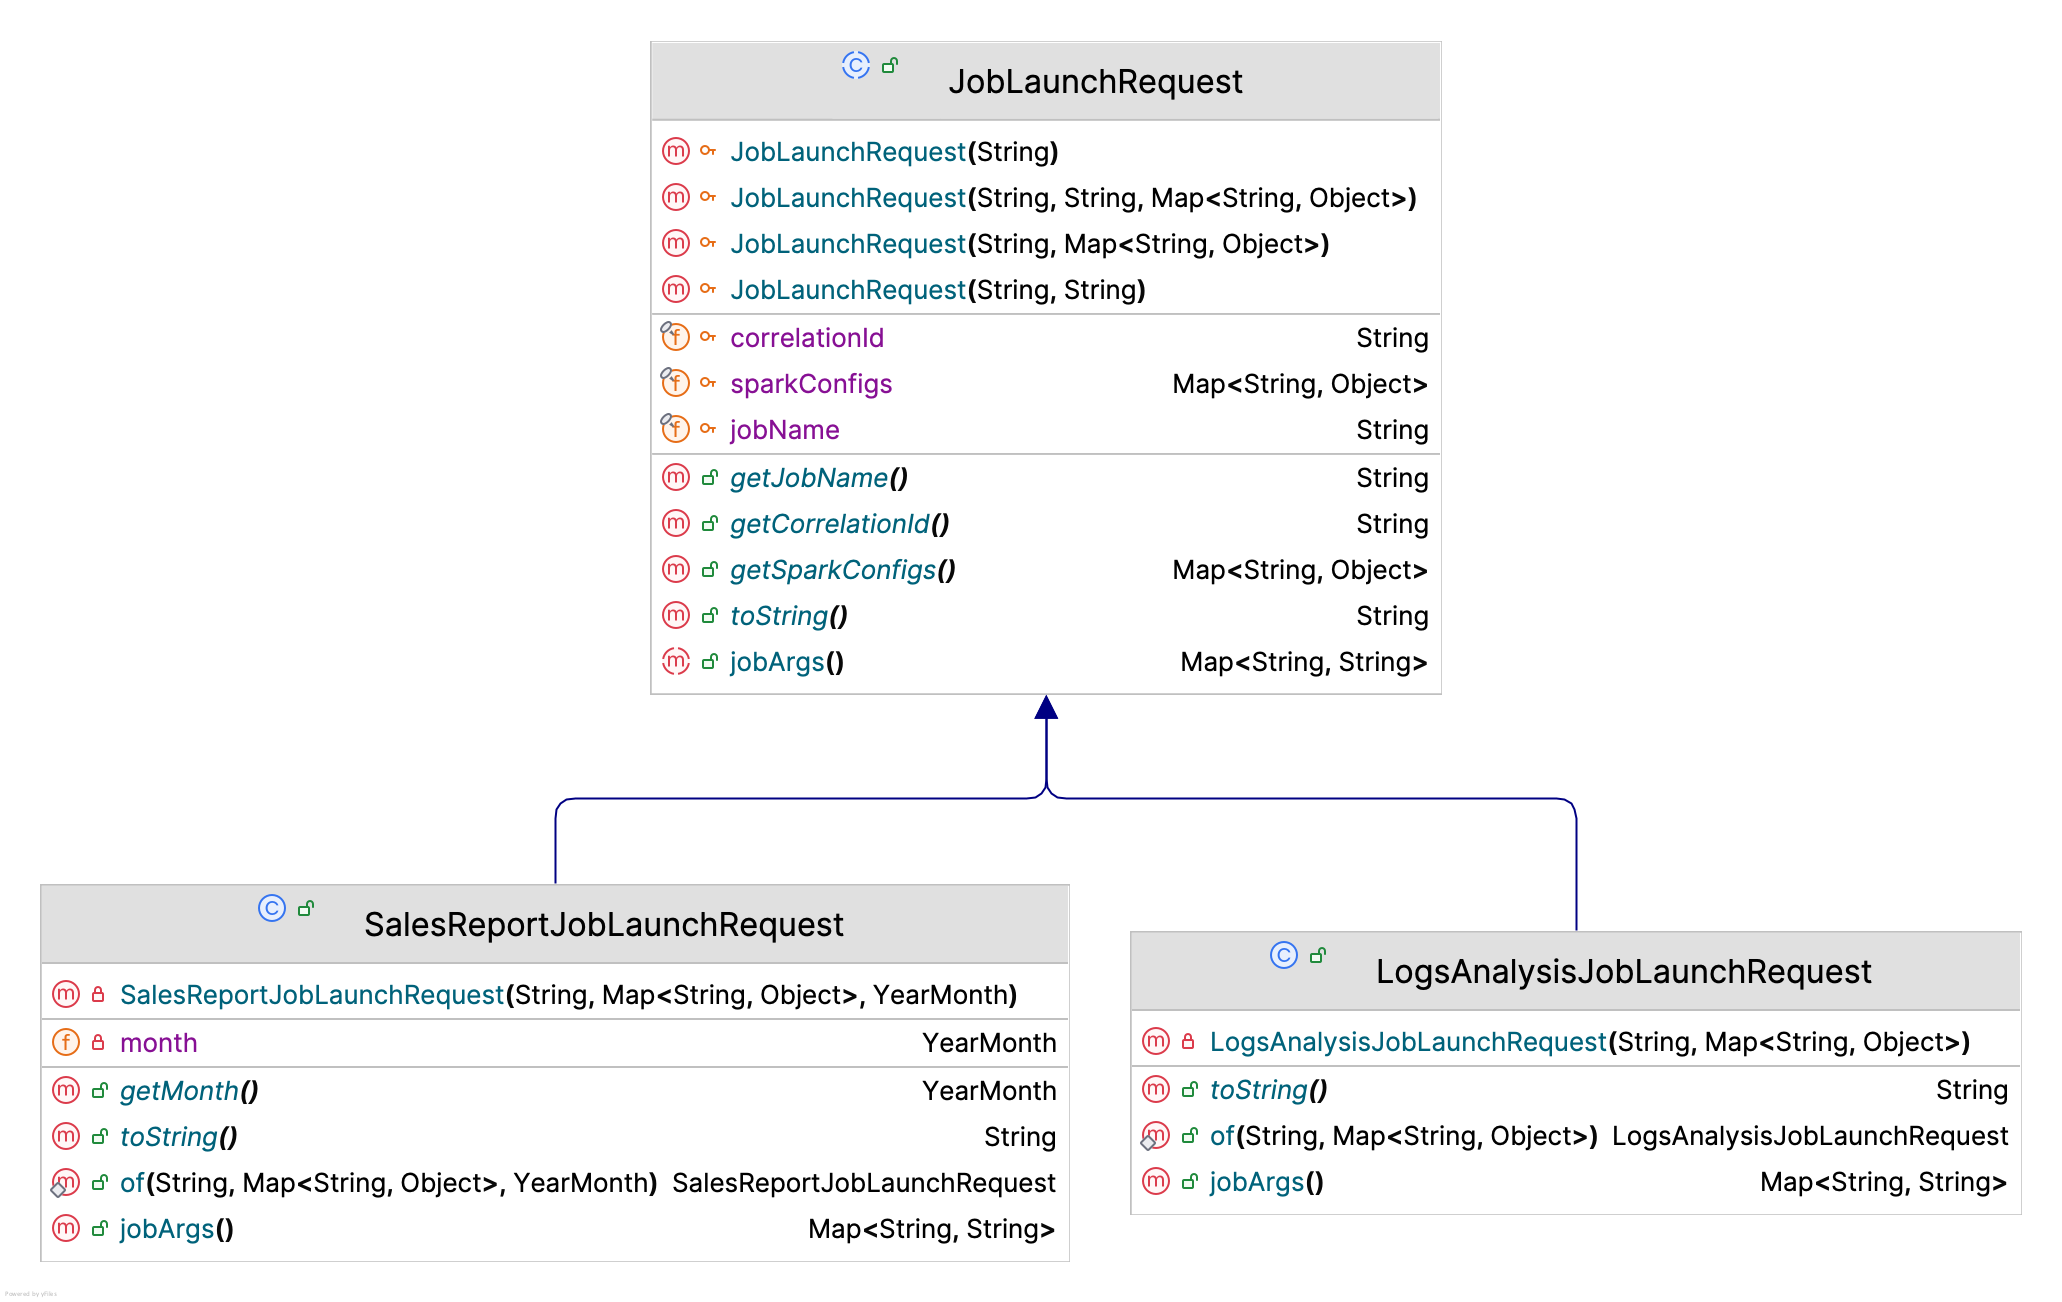 JobLaunchRequest
JobLaunchRequest(String)
JobLaunchRequest(String, String, Map<String, Object>)
JobLaunchRequest(String, Map<String, Object>)
JobLaunchRequest(String, String)
correlationId String
sparkConfigs Map<String, Object>
jobName String
getJobName() String
getCorrelationId() String
getSparkConfigs() Map<String, Object>
toString() String
jobArgs() Map<String, String>
SalesReportJobLaunchRequest
SalesReportJobLaunchRequest(String, Map<String, Object>, YearMonth)
month YearMonth
getMonth() YearMonth
toString() String
of(String, Map<String, Object>, YearMonth) SalesReportJobLaunchRequest
jobArgs() Map<String, String>
LogsAnalysisJobLaunchRequest
LogsAnalysisJobLaunchRequest(String, Map<String, Object>)
toString() String
of(String, Map<String, Object>) LogsAnalysisJobLaunchRequest
jobArgs() Map<String, String>
Powered by yFiles